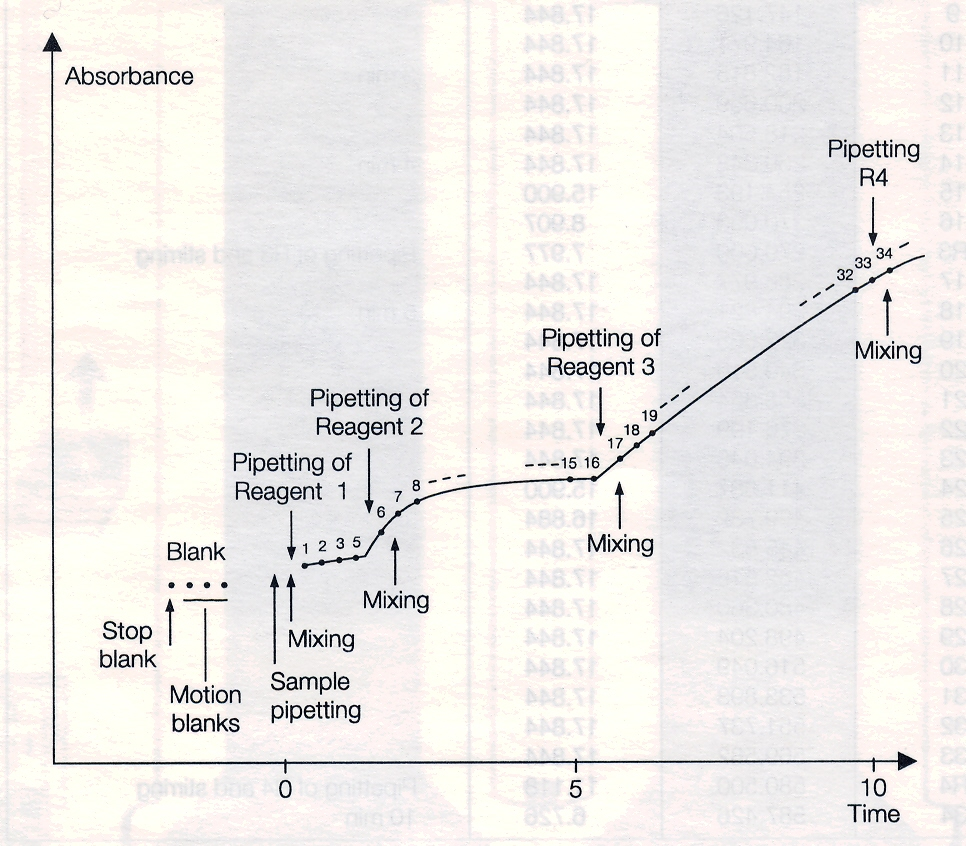 Absorbance
Pipetting
R4
32 33 34
Mixing
Pipetting of
Reagent 3
19
18
17
15 16
Mixing
Pipetting of
Reagent 2
8
7
6
Mixing
Pipetting of
Reagent 1
1 2 3 5
Mixing
Sample
pipetting
Blank
Stop
blank
Motion
blanks
0
5
10
Time